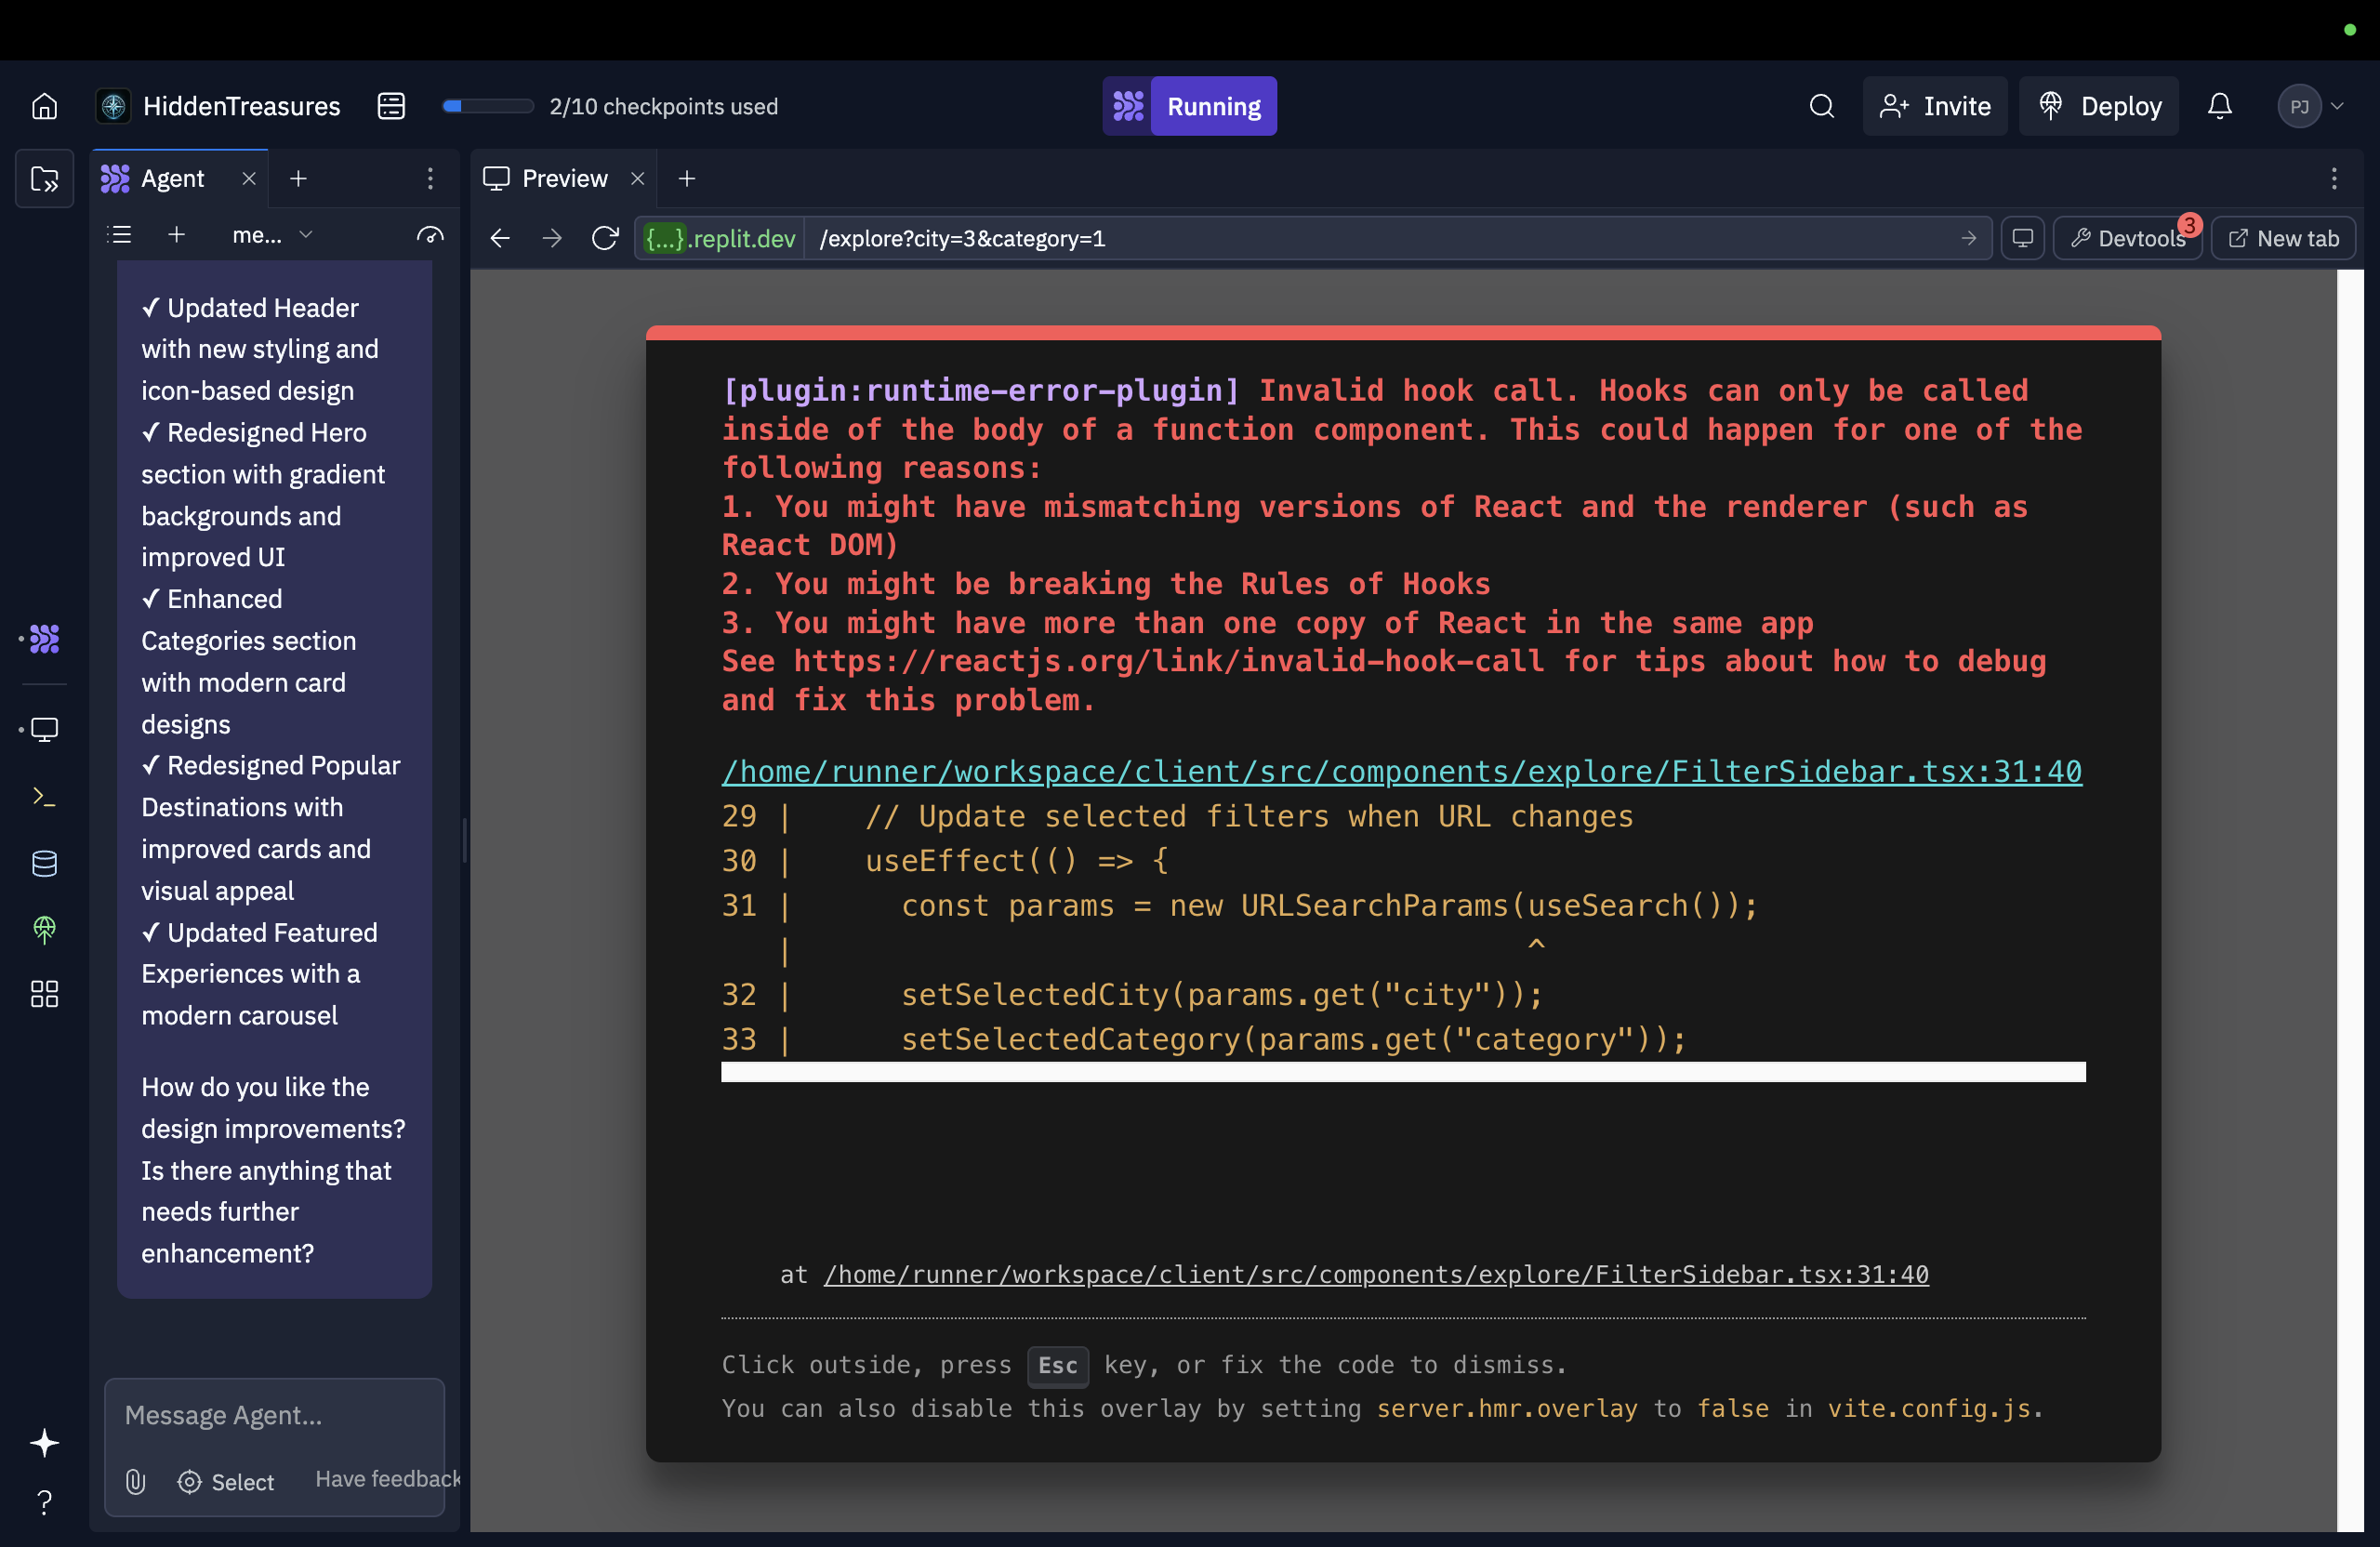 HiddenTreasures
2/10 checkpoints used
Running
Invite
Deploy
PJ
Agent
me...
✓ Updated Header
with new styling and
icon-based design
✓ Redesigned Hero
section with gradient
backgrounds and
improved UI
✓ Enhanced
Categories section
with modern card
designs
✓ Redesigned Popular
Destinations with
improved cards and
visual appeal
✓ Updated Featured
Experiences with a
modern carousel
How do you like the
design improvements?
Is there anything that
needs further
enhancement?
Message Agent...
Select
Have feedback
Preview
{...}.replit.dev
/explore?city=3&category=1
Devtools
3
New tab
[plugin:runtime-error-plugin] Invalid hook call. Hooks can only be called
inside of the body of a function component. This could happen for one of the
following reasons:
1. You might have mismatching versions of React and the renderer (such as
React DOM)
2. You might be breaking the Rules of Hooks
3. You might have more than one copy of React in the same app
See https://reactjs.org/link/invalid-hook-call for tips about how to debug
and fix this problem.
/home/runner/workspace/client/src/components/explore/FilterSidebar.tsx:31:40
29 |    // Update selected filters when URL changes
30 |    useEffect(() => {
31 |      const params = new URLSearchParams(useSearch());
   |                                         ^
32 |      setSelectedCity(params.get("city"));
33 |      setSelectedCategory(params.get("category"));
at /home/runner/workspace/client/src/components/explore/FilterSidebar.tsx:31:40
Click outside, press Esc key, or fix the code to dismiss.
You can also disable this overlay by setting server.hmr.overlay to false in vite.config.js.